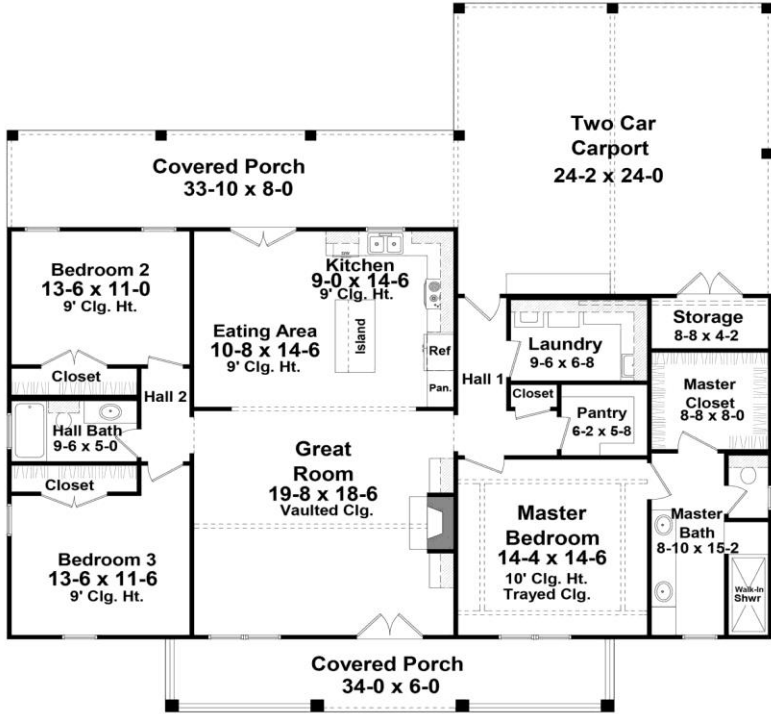 Two Car
Carport
24-2 x 24-0
Covered Porch
33-10 x 8-0
Bedroom 2
13-6 x 11-0
9' Clg. Ht.
DW
Kitchen
9-0 x 14-6
9' Clg. Ht.
Eating Area
10-8 x 14-6
9' Clg. Ht.
Island
Ref
Pan.
Hall 1
Laundry
9-6 x 6-8
Storage
8-8 x 4-2
Closet
Hall 2
Closet
Master
Closet
8-8 x 8-0
Pantry
6-2 x 5-8
Hall Bath
9-6 x 5-0
Closet
Great
Room
19-8 x 18-6
Vaulted Clg.
Master
Bedroom
14-4 x 14-6
10' Clg. Ht.
Trayed Clg.
Master
Bath
8-10 x 15-2
Walk-In
Shwr
Bedroom 3
13-6 x 11-6
9' Clg. Ht.
Covered Porch
34-0 x 6-0